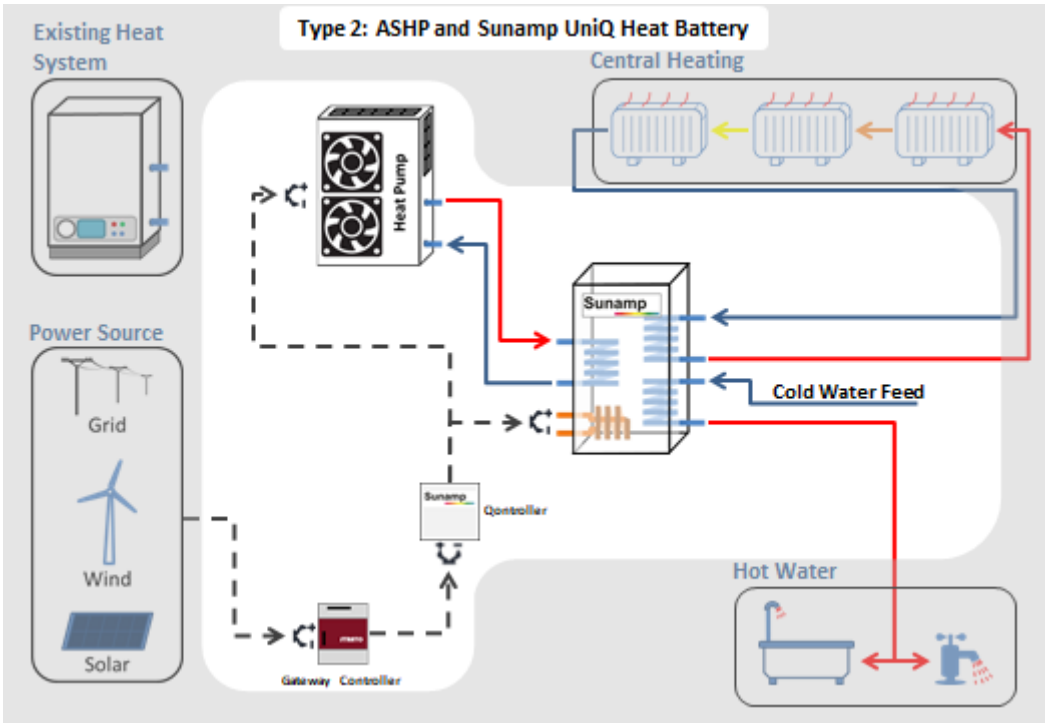 Type 2: ASHP and Sunamp UniQ Heat Battery
Existing Heat
System
Central Heating
Heat Pump
Sunamp
Power Source
Grid
Cold Water Feed
Sunamp
Qontroller
Wind
Hot Water
Solar
Gateway Controller